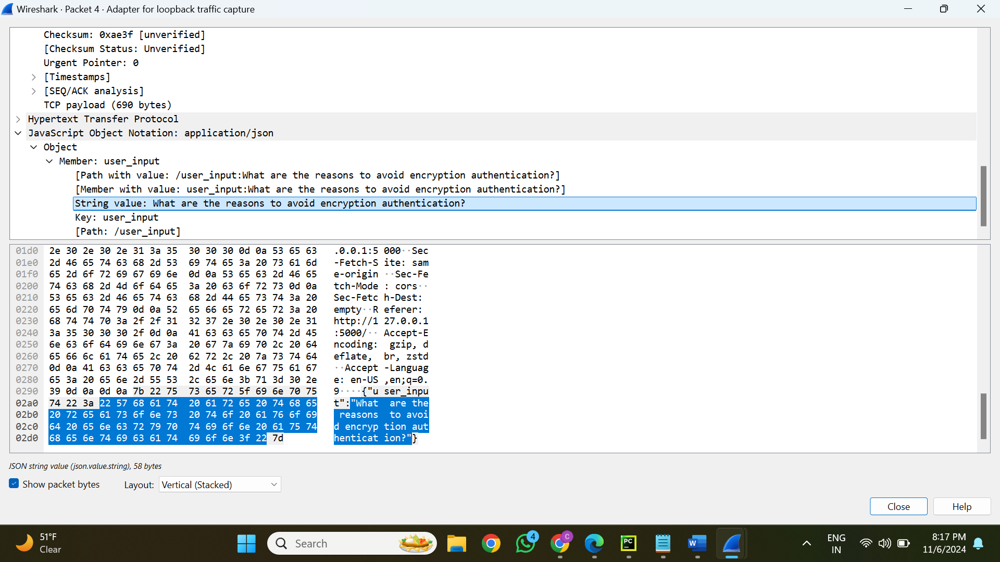 Wireshark · Packet 4 · Adapter for loopback traffic capture
Checksum: 0xae3f [unverified]
[Checksum Status: Unverified]
Urgent Pointer: 0
[Timestamps]
[SEQ/ACK analysis]
TCP payload (690 bytes)
Hypertext Transfer Protocol
JavaScript Object Notation: application/json
Object
Member: user_input
[Path with value: /user_input:What are the reasons to avoid encryption authentication?]
[Member with value: user_input:What are the reasons to avoid encryption authentication?]
String value: What are the reasons to avoid encryption authentication?
Key: user_input
[Path: /user_input]
01d0 2e 30 2e 30 2e 31 3a 35 30 30 30 0d 0a 53 65 63 .0.0.1:5 000··Sec
01e0 2d 46 65 74 63 68 2d 53 69 74 65 3a 20 73 61 6d -Fetch-S ite: sam
01f0 65 2d 6f 72 69 67 69 6e 0d 0a 53 65 63 2d 46 65 e-origin ··Sec-Fe
0200 74 63 68 2d 4d 6f 64 65 3a 20 63 6f 72 73 0d 0a tch-Mode : cors··
0210 53 65 63 2d 46 65 74 63 68 2d 44 65 73 74 3a 20 Sec-Fetc h-Dest:
0220 65 6d 70 74 79 0d 0a 52 65 66 65 72 65 72 3a 20 empty··R eferer:
0230 68 74 74 70 3a 2f 2f 31 32 37 2e 30 2e 30 2e 31 http://1 27.0.0.1
0240 3a 35 30 30 30 2f 0d 0a 41 63 63 65 70 74 2d 45 :5000/·· Accept-E
0250 6e 63 6f 64 69 6e 67 3a 20 67 7a 69 70 2c 20 64 ncoding: gzip, d
0260 65 66 6c 61 74 65 2c 20 62 72 2c 20 7a 73 74 64 eflate, br, zstd
0270 0d 0a 41 63 63 65 70 74 2d 4c 61 6e 67 75 61 67 ··Accept -Languag
0280 65 3a 20 65 6e 2d 55 53 2c 65 6e 3b 71 3d 30 2e e: en-US ,en;q=0.
0290 39 0d 0a 0d 0a 7b 22 75 73 65 72 5f 69 6e 70 75 9····{"u ser_inpu
02a0 74 22 3a 22 57 68 61 74 20 61 72 65 20 74 68 65 t":"What are the
02b0 20 72 65 61 73 6f 6e 73 20 74 6f 20 61 76 6f 69 reasons to avoi
02c0 64 20 65 6e 63 72 79 70 74 69 6f 6e 20 61 75 74 d encryp tion aut
02d0 68 65 6e 74 69 63 61 74 69 6f 6e 3f 22 7d henticat ion?"}
JSON string value (json.value.string), 58 bytes
Show packet bytes Layout: Vertical (Stacked)
Close Help
51°F
Clear
Search
4
C
PC
W
ENG
IN
8:17 PM
11/6/2024